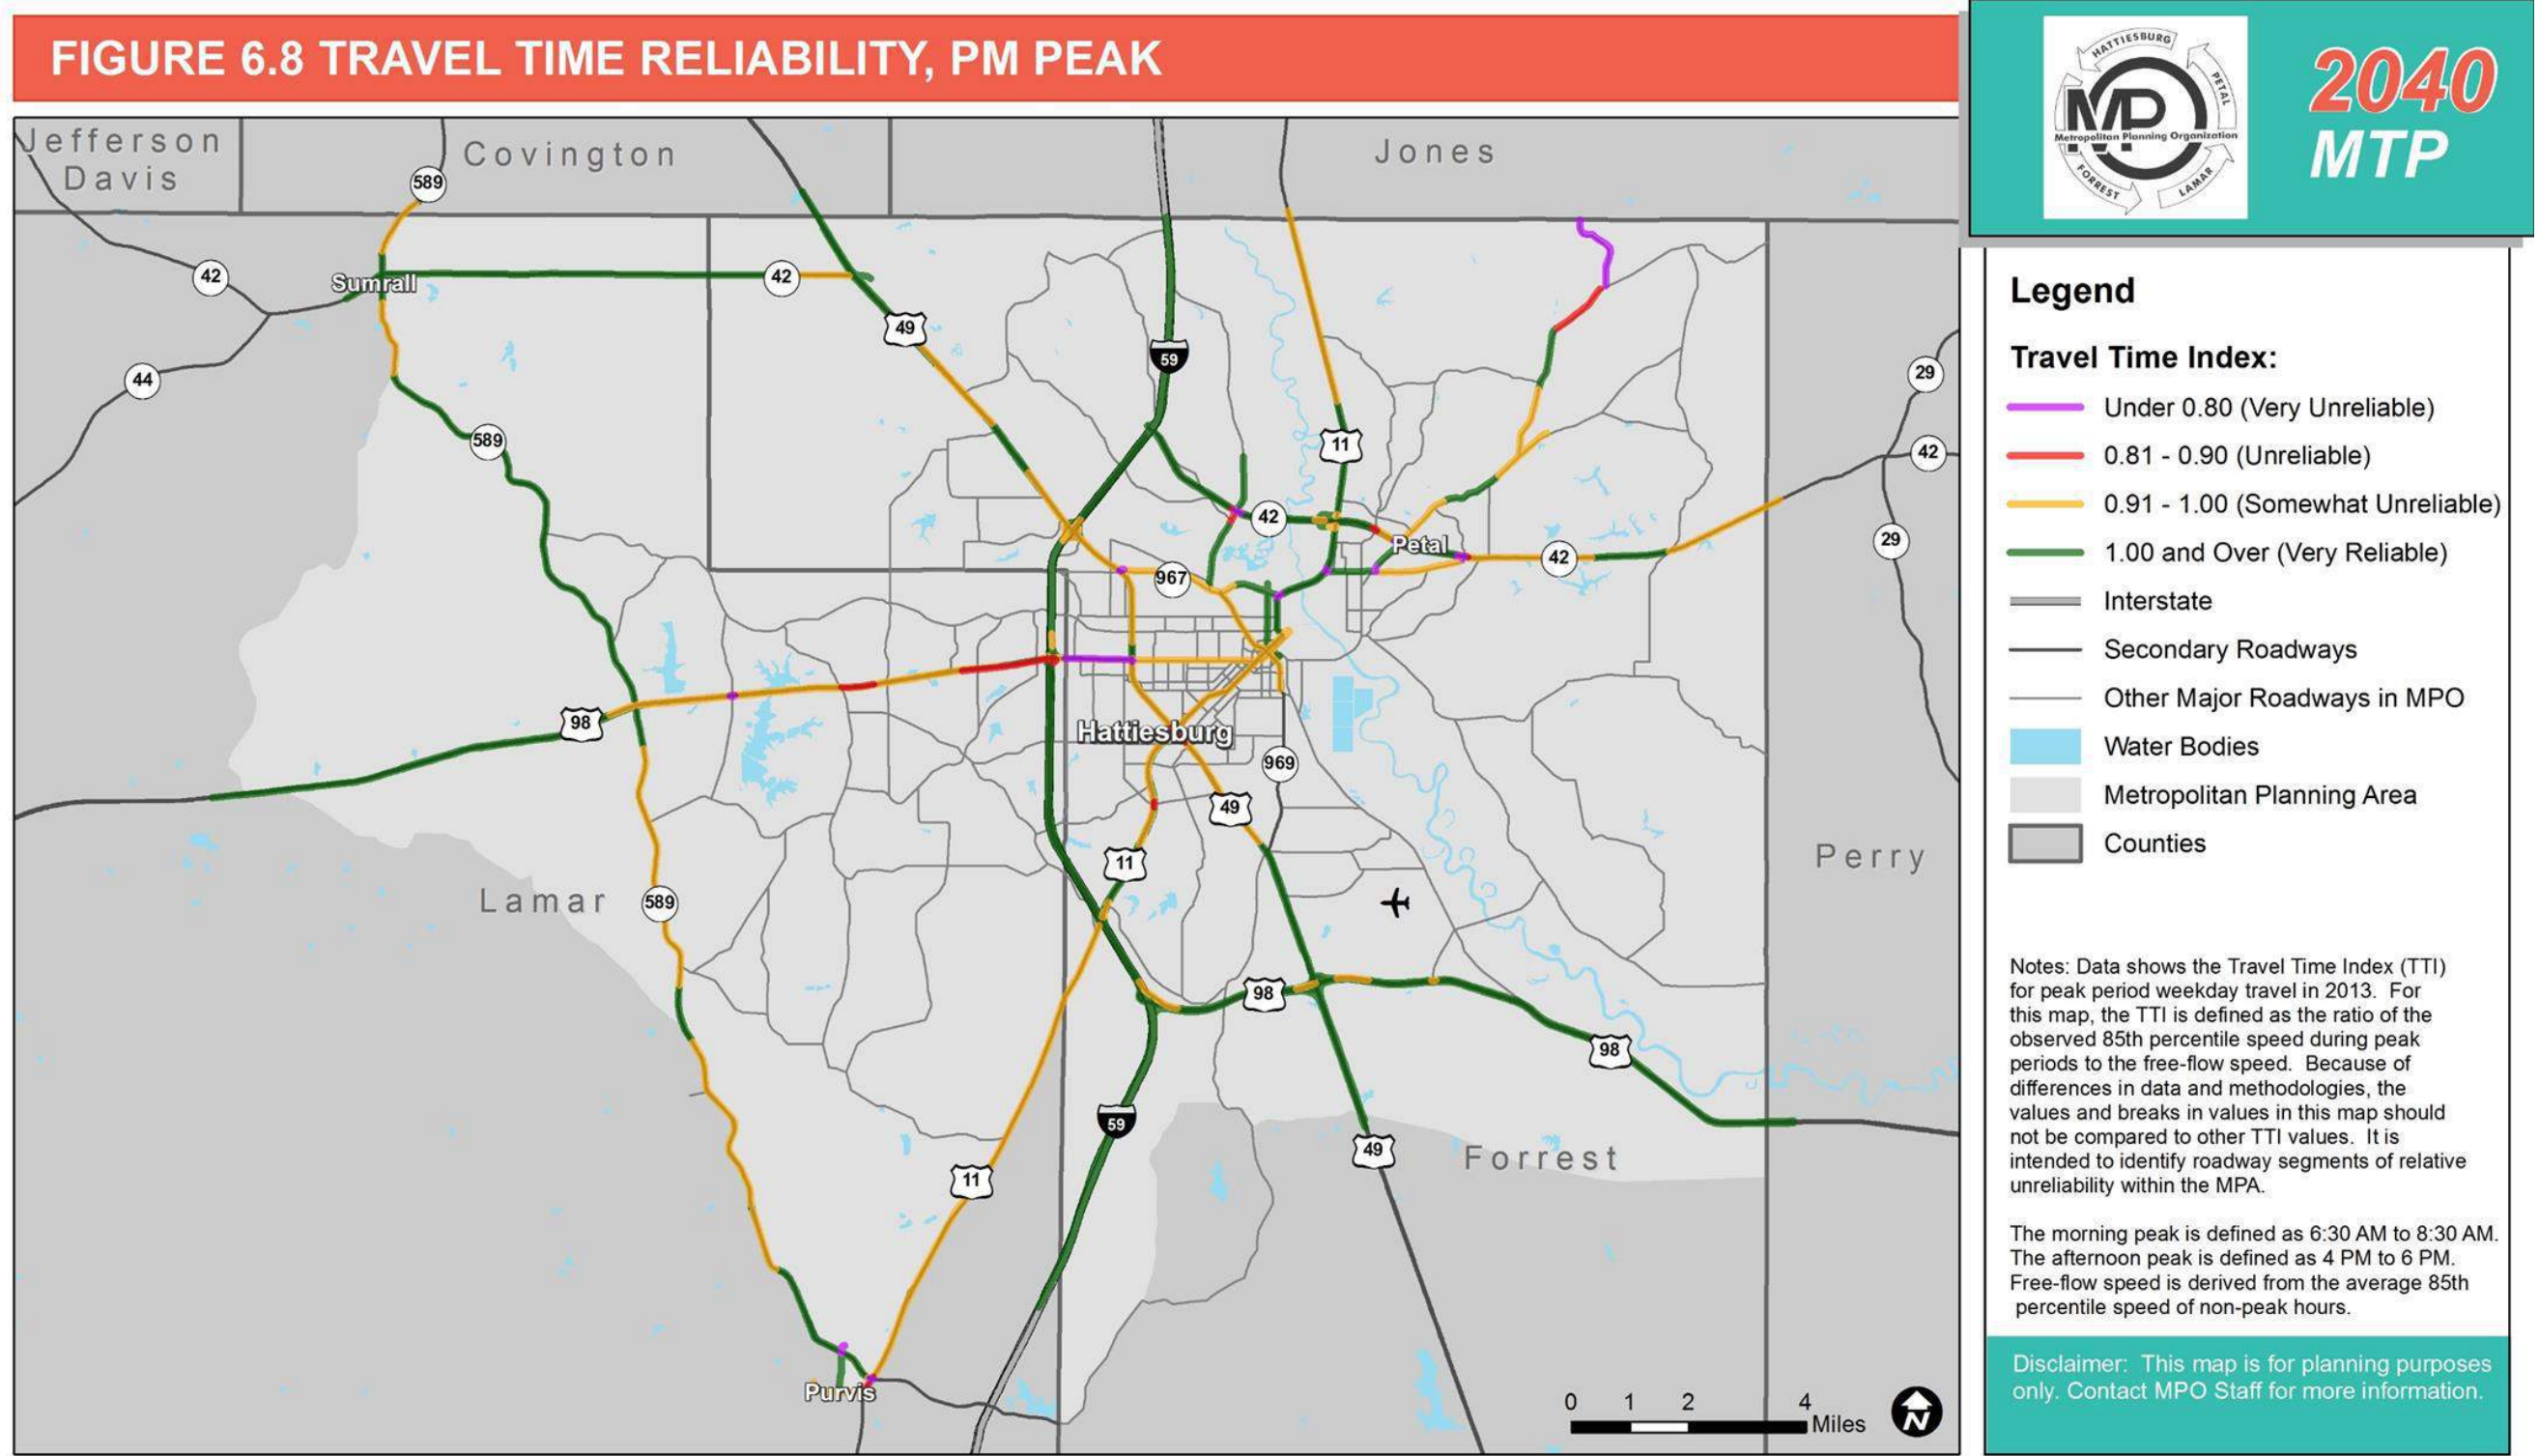 FIGURE 6.8 TRAVEL TIME RELIABILITY, PM PEAK
HATTIESBURG
PETAL
MP
Metropolitan Planning Organization
FORREST
LAMAR
2040
MTP
Jefferson
Davis
Covington
Jones
589
42
Sumrall
42
49
59
44
29
11
42
589
42
Petal
42
29
967
98
Hattiesburg
969
49
11
Perry
Lamar
589
98
98
59
49
Forrest
11
Purvis
0 1 2 4
Miles
N
Legend
Travel Time Index:
Under 0.80 (Very Unreliable)
0.81 - 0.90 (Unreliable)
0.91 - 1.00 (Somewhat Unreliable)
1.00 and Over (Very Reliable)
Interstate
Secondary Roadways
Other Major Roadways in MPO
Water Bodies
Metropolitan Planning Area
Counties
Notes: Data shows the Travel Time Index (TTI)
for peak period weekday travel in 2013. For
this map, the TTI is defined as the ratio of the
observed 85th percentile speed during peak
periods to the free-flow speed. Because of
differences in data and methodologies, the
values and breaks in values in this map should
not be compared to other TTI values. It is
intended to identify roadway segments of relative
unreliability within the MPA.
The morning peak is defined as 6:30 AM to 8:30 AM.
The afternoon peak is defined as 4 PM to 6 PM.
Free-flow speed is derived from the average 85th
percentile speed of non-peak hours.
Disclaimer: This map is for planning purposes
only. Contact MPO Staff for more information.